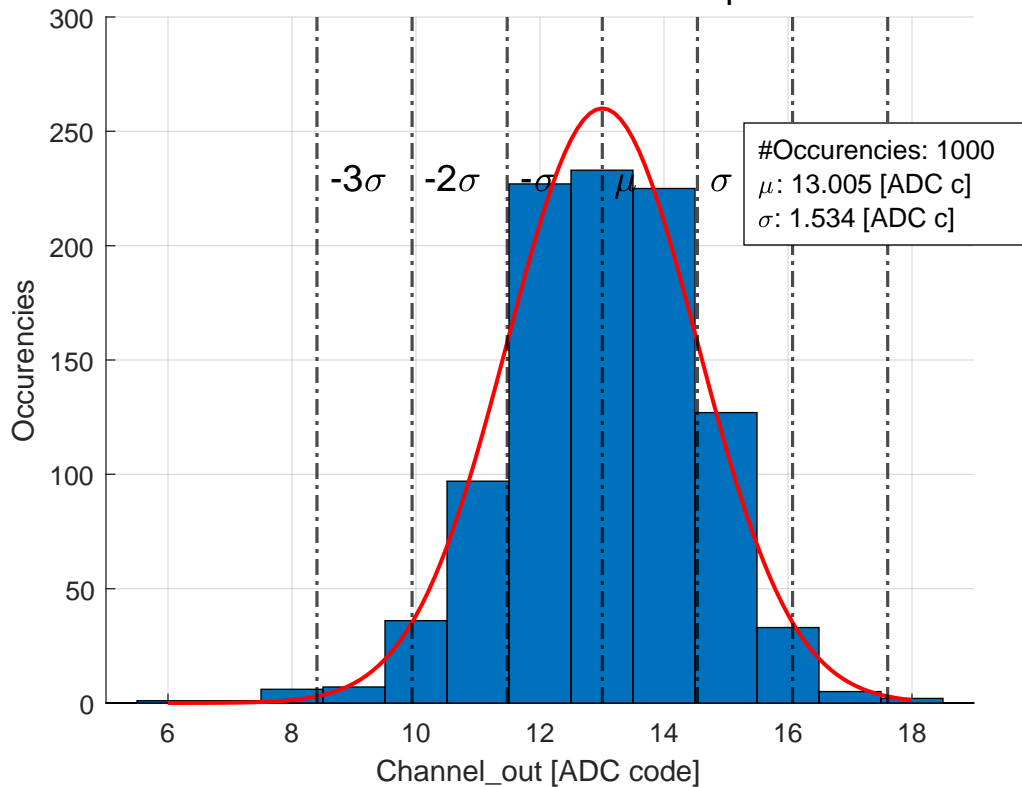 300
250
200
150
100
50
0
Occurencies
-3σ -2σ -σ μ σ
#Occurencies: 1000
μ: 13.005 [ADC c]
σ: 1.534 [ADC c]
6 8 10 12 14 16 18
Channel_out [ADC code]